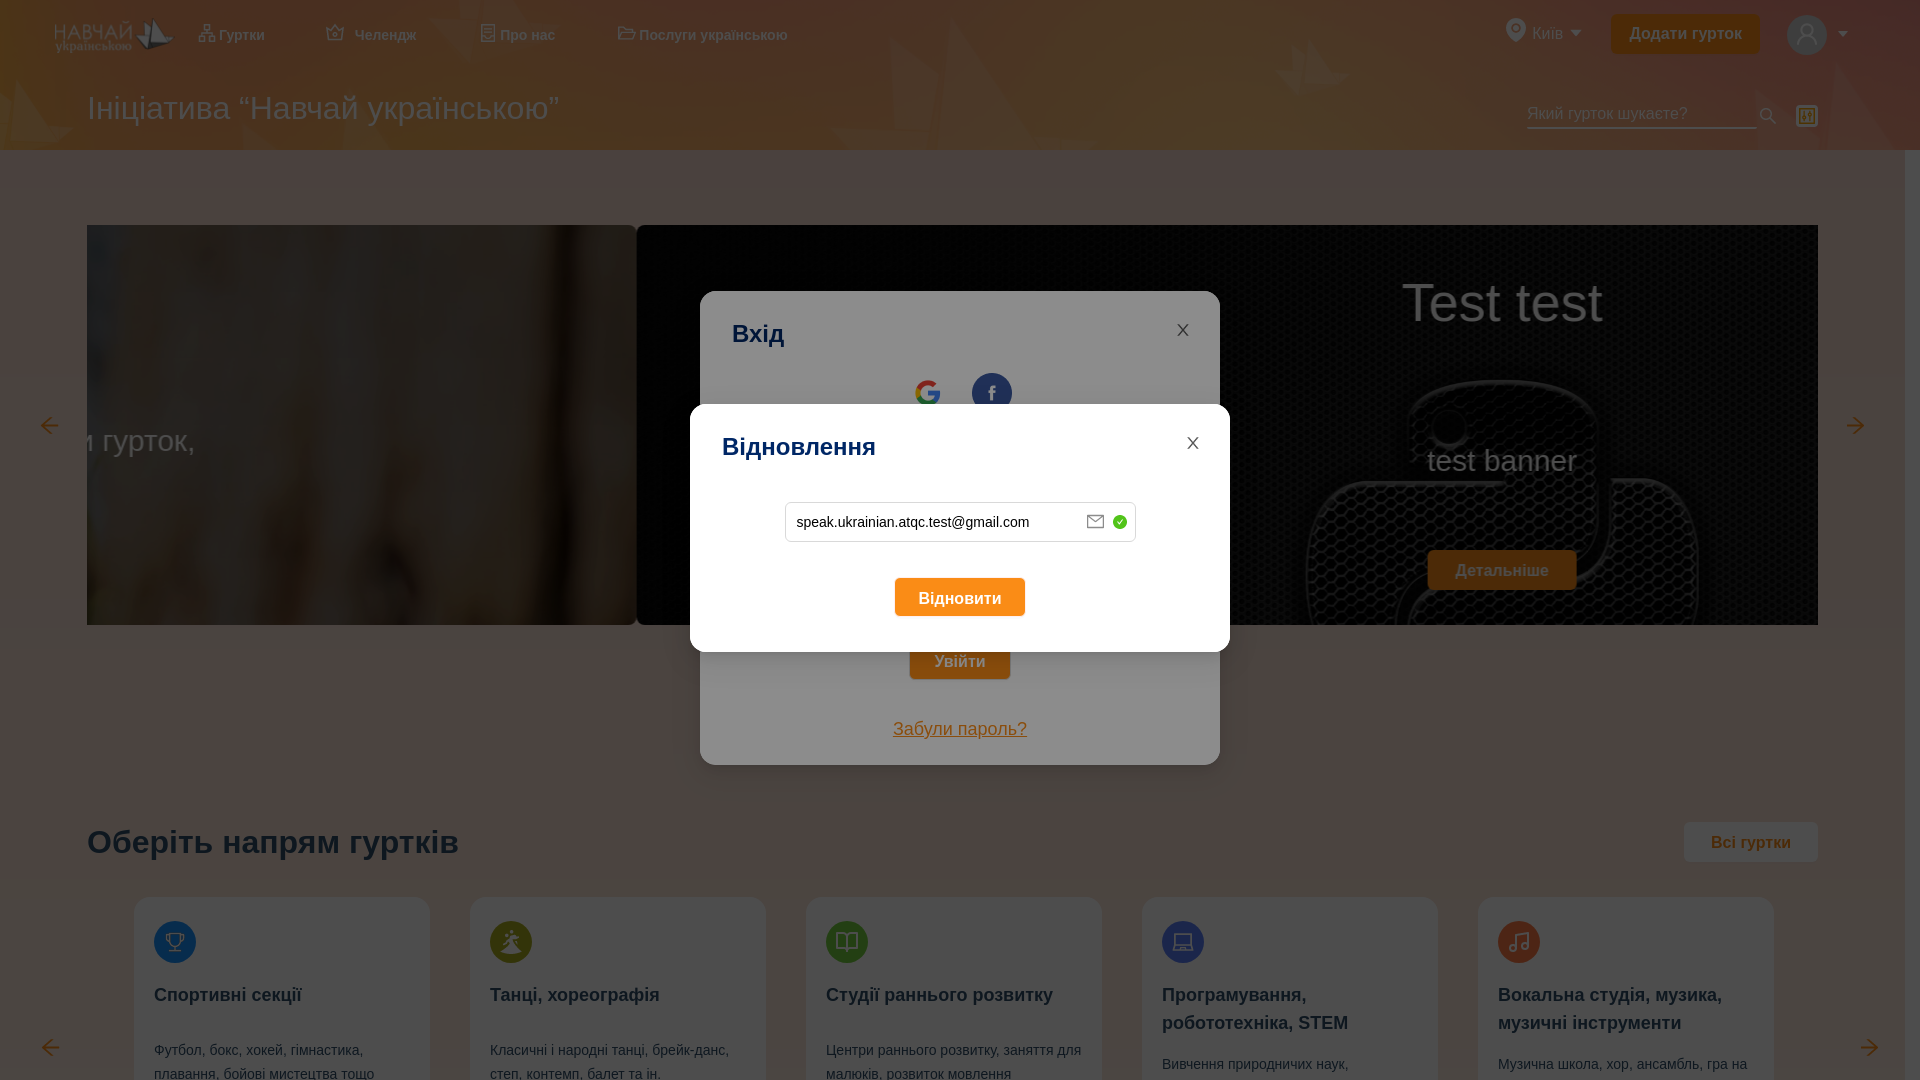 НАВЧАЙ
українською
Гуртки
Челендж
Про нас
Послуги українською
Київ
Додати гурток
Ініціатива “Навчай українською”
Який гурток шукаєте?
и гурток,
Test test
test banner
Детальніше
Вхід
Відновлення
speak.ukrainian.atqc.test@gmail.com
Відновити
Увійти
Забули пароль?
Оберіть напрям гуртків
Всі гуртки
Спортивні секції
Футбол, бокс, хокей, гімнастика,
плавання, бойові мистецтва тощо
Танці, хореографія
Класичні і народні танці, брейк-данс,
степ, контемп, балет та ін.
Студії раннього розвитку
Центри раннього розвитку, заняття для
малюків, розвиток мовлення
Програмування,
робототехніка, STEM
Вивчення природничих наук,
Вокальна студія, музика,
музичні інструменти
Музична школа, хор, ансамбль, гра на